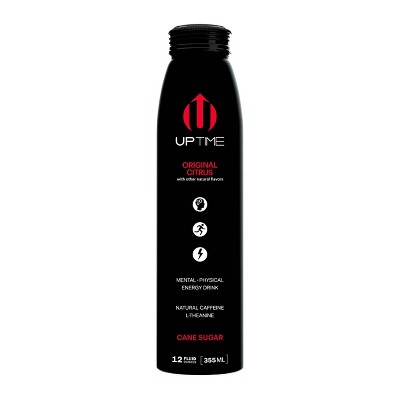 UPTIME
ORIGINAL
CITRUS
with other natural flavors
MENTAL • PHYSICAL
ENERGY DRINK
NATURAL CAFFEINE
L-THEANINE
CANE SUGAR
12 FLUID OUNCES [355 ML]